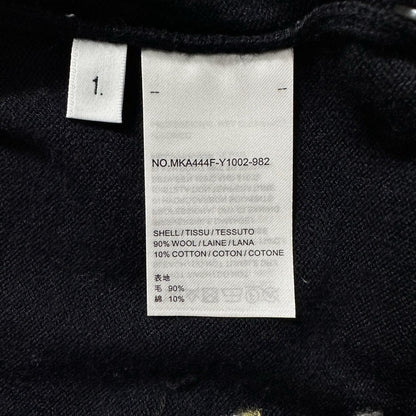 1.
-- --
NO.MKA444F-Y1002-982
SHELL / TISSU / TESSUTO
90% WOOL / LAINE / LANA
10% COTTON / COTON / COTONE
表地
毛 90%
綿 10%